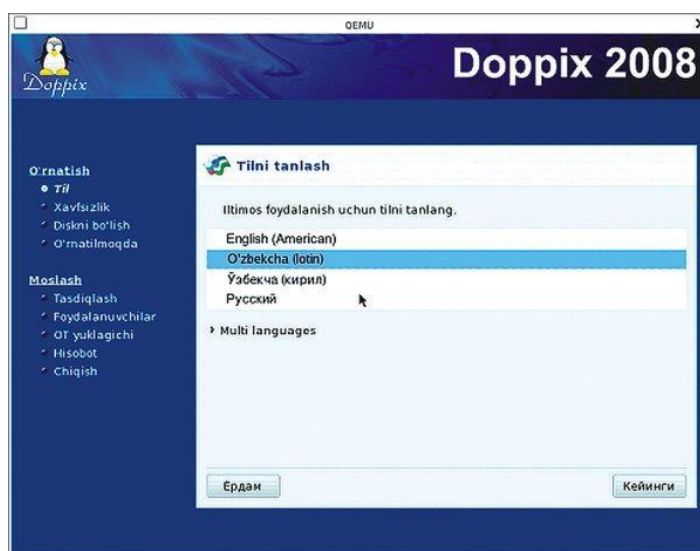 QEMU
Doppix
Doppix 2008
O'rnatish
Til
Xavfsizlik
Diskni bo'lish
O'rnatilmoqda
Moslash
Tasdiqlash
Foydalanuvchilar
OT yuklagichi
Hisobot
Chiqish
Tilni tanlash
Iltimos foydalanish uchun tilni tanlang.
English (American)
O'zbekcha (lotin)
Ўзбекча (кирил)
Русский
Multi languages
Ёрдам
Кейинги